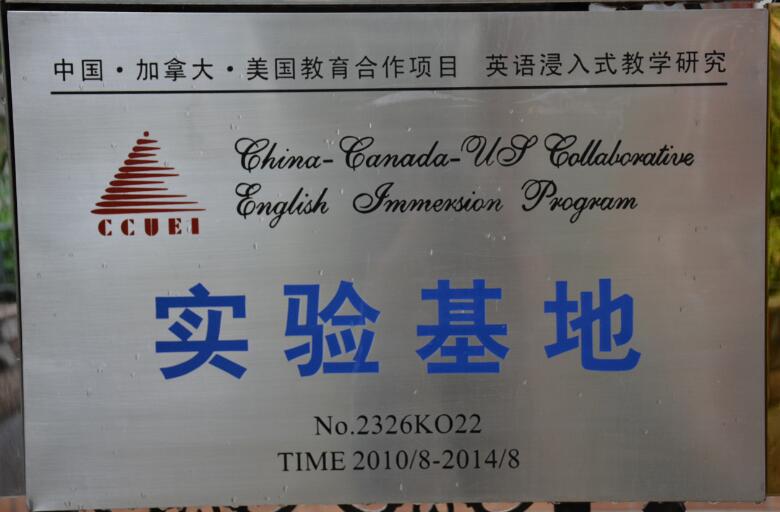 中国·加拿大·美国教育合作项目 英语浸入式教学研究
China-Canada-US Collaborative
English Immersion Program
CCUEI
实验基地
No.2326KO22
TIME 2010/8-2014/8